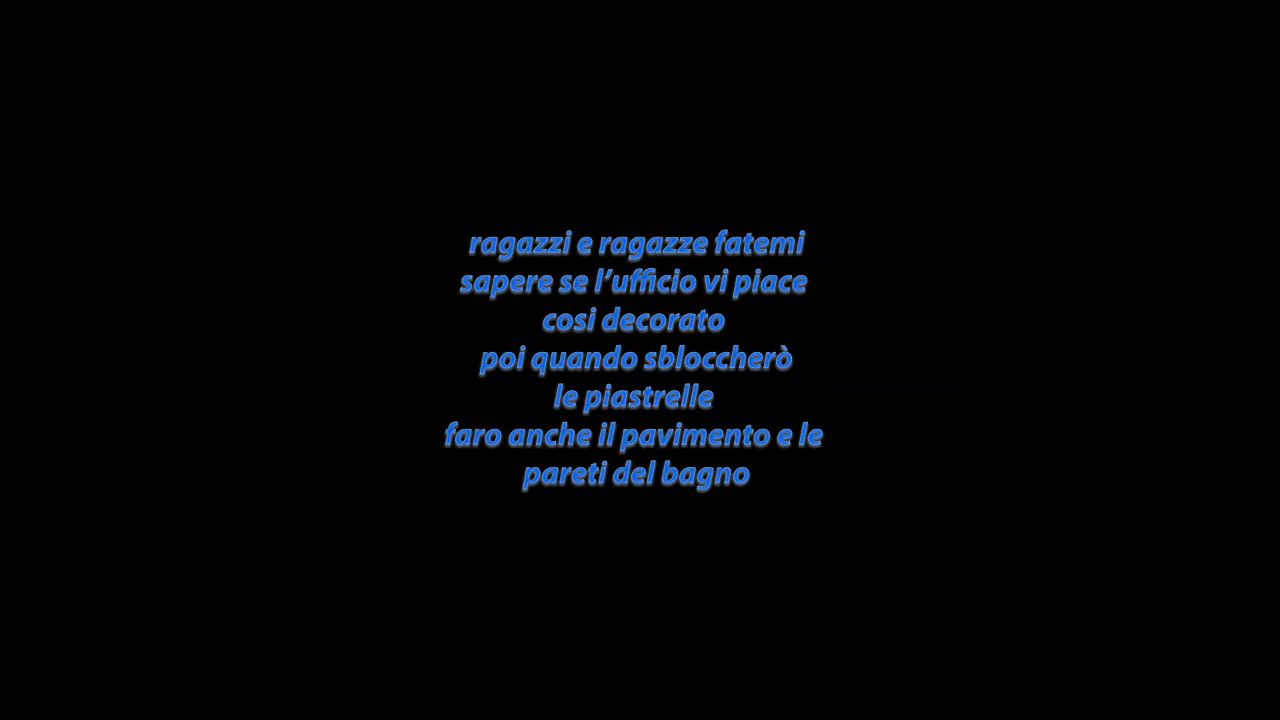 ragazzi e ragazze fatemi
sapere se l’ufficio vi piace
cosi decorato
poi quando sbloccherò
le piastrelle
faro anche il pavimento e le
pareti del bagno